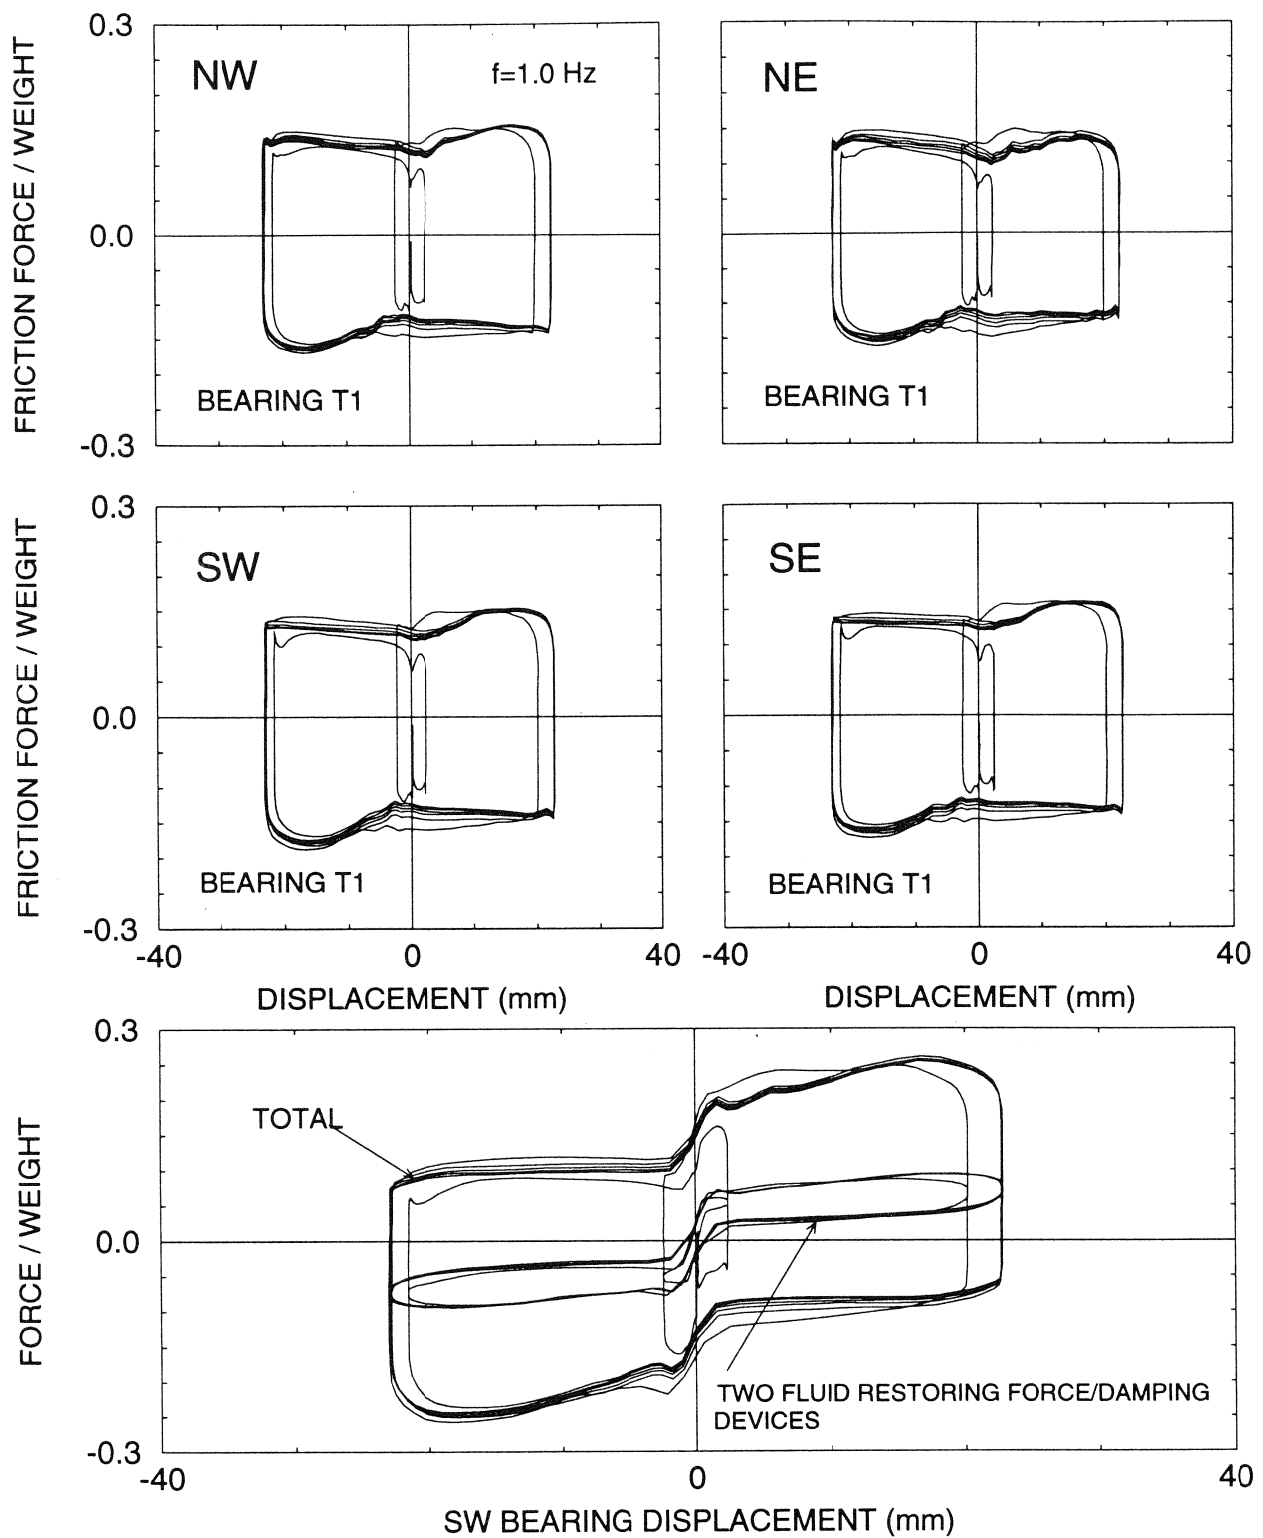 0.3
NW
f=1.0 Hz
NE
FRICTION FORCE / WEIGHT
0.0
BEARING T1
BEARING T1
-0.3
0.3
SW
SE
FRICTION FORCE / WEIGHT
0.0
BEARING T1
BEARING T1
-0.3
-40 0 40 -40 0 40
DISPLACEMENT (mm)
DISPLACEMENT (mm)
0.3
TOTAL
FORCE / WEIGHT
0.0
TWO FLUID RESTORING FORCE/DAMPING
DEVICES
-0.3
-40 0 40
SW BEARING DISPLACEMENT (mm)